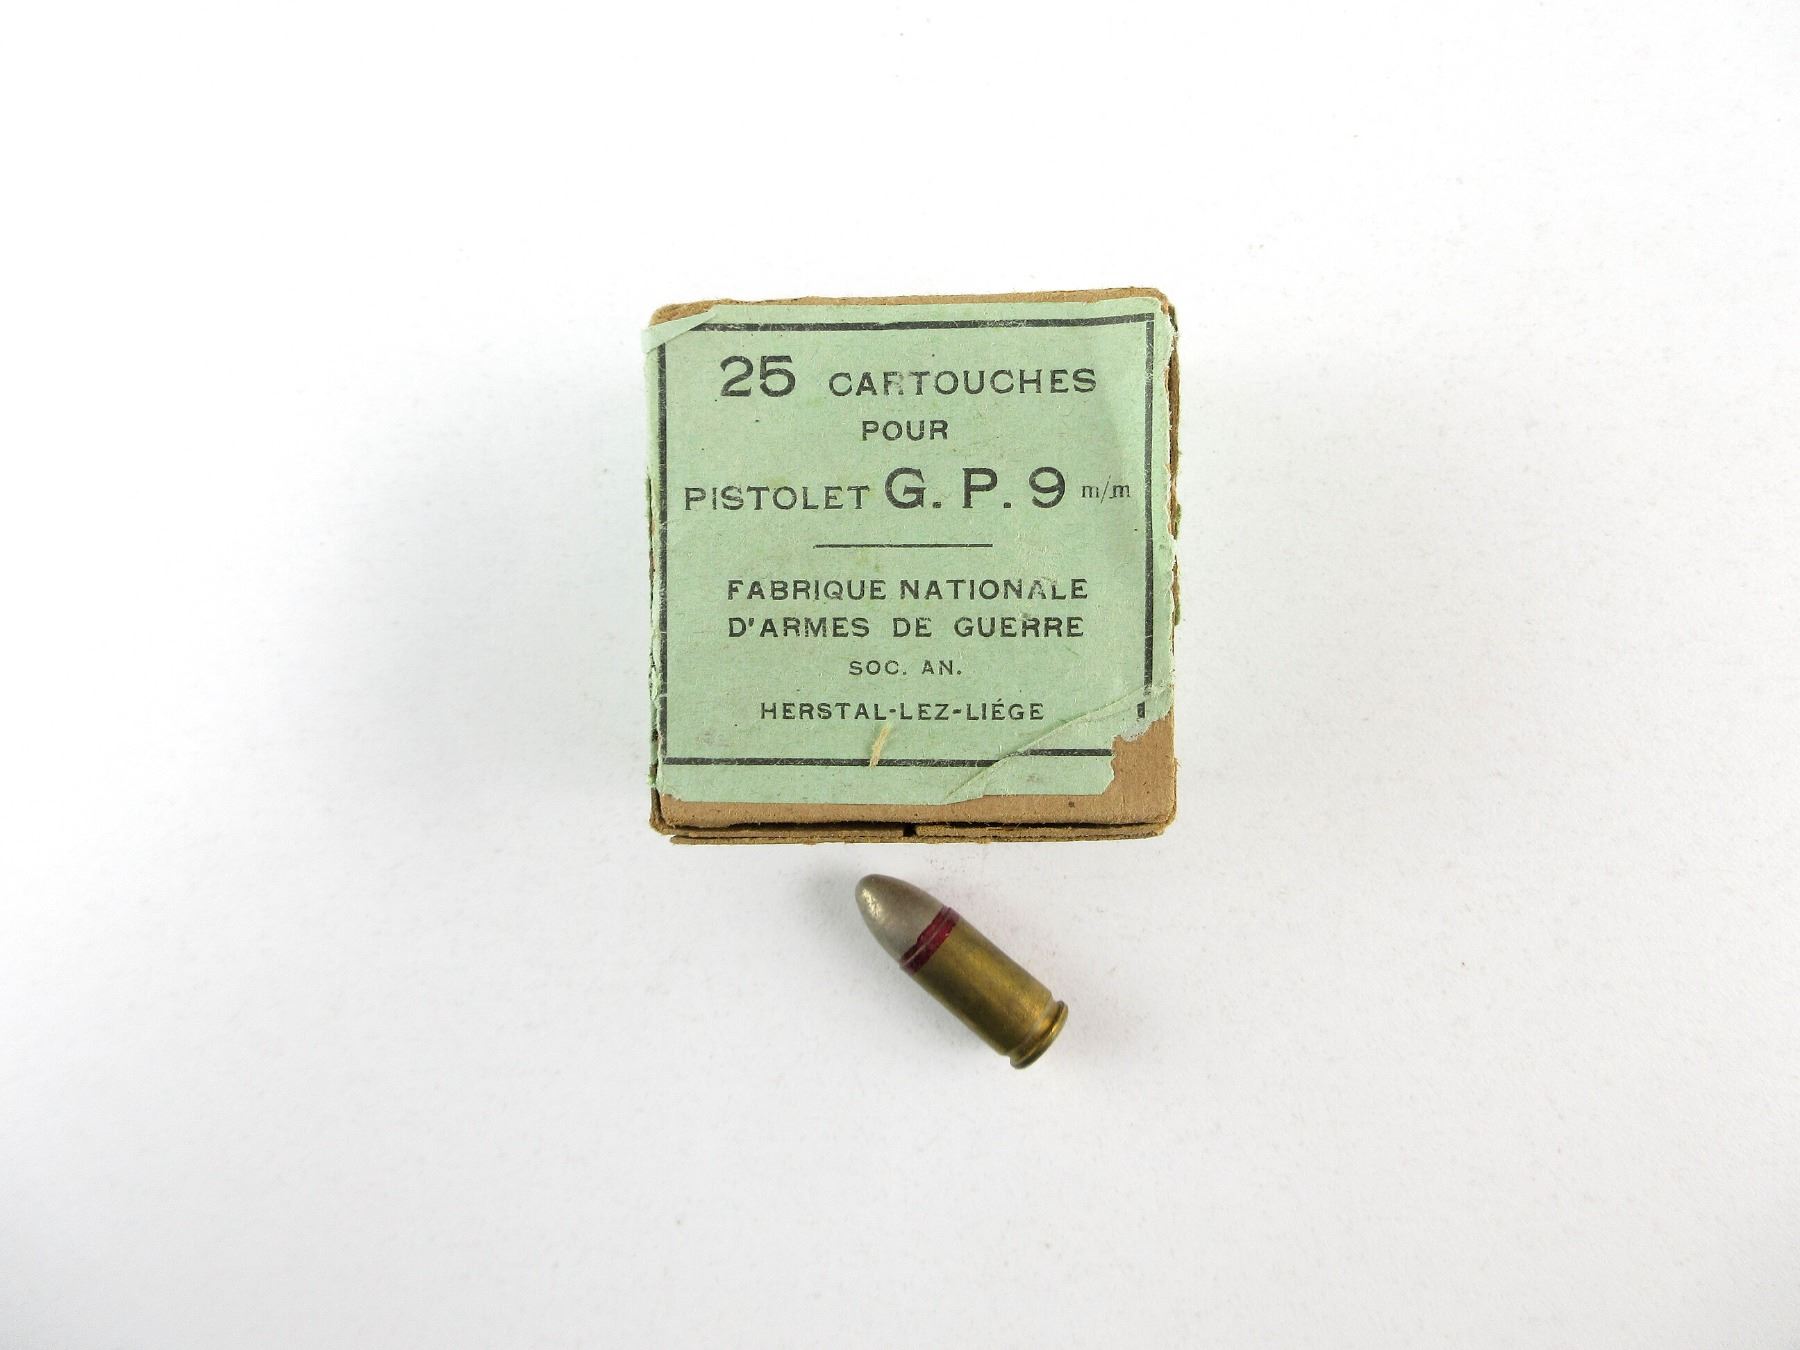 25 CARTOUCHES
POUR
PISTOLET G. P. 9 m/m
FABRIQUE NATIONALE
D'ARMES DE GUERRE
SOC. AN.
HERSTAL-LEZ-LIÉGE